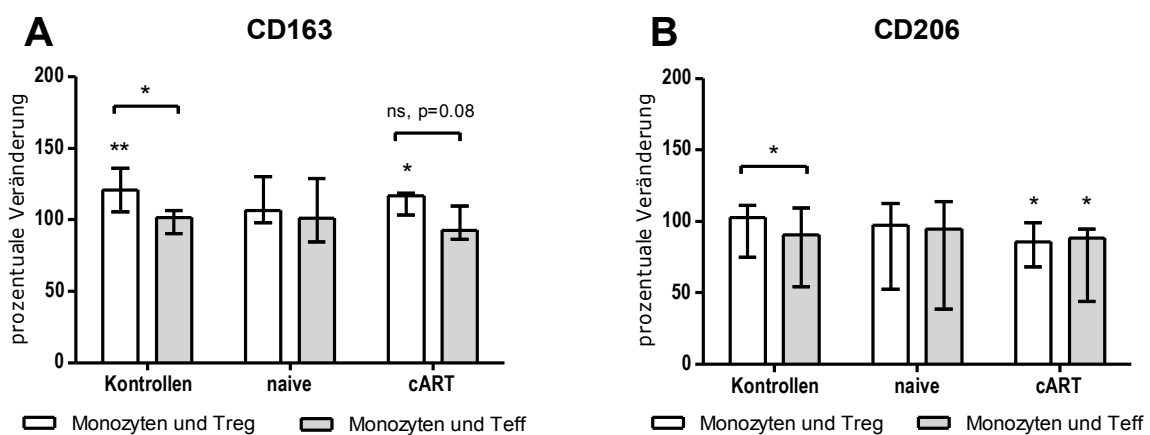 A
CD163
prozentuale Veränderung
200
150
100
50
0
*
**
ns, p=0.08
*
Kontrollen naive cART
Monozyten und Treg Monozyten und Teff
B
CD206
prozentuale Veränderung
200
150
100
50
0
*
* *
Kontrollen naive cART
Monozyten und Treg Monozyten und Teff